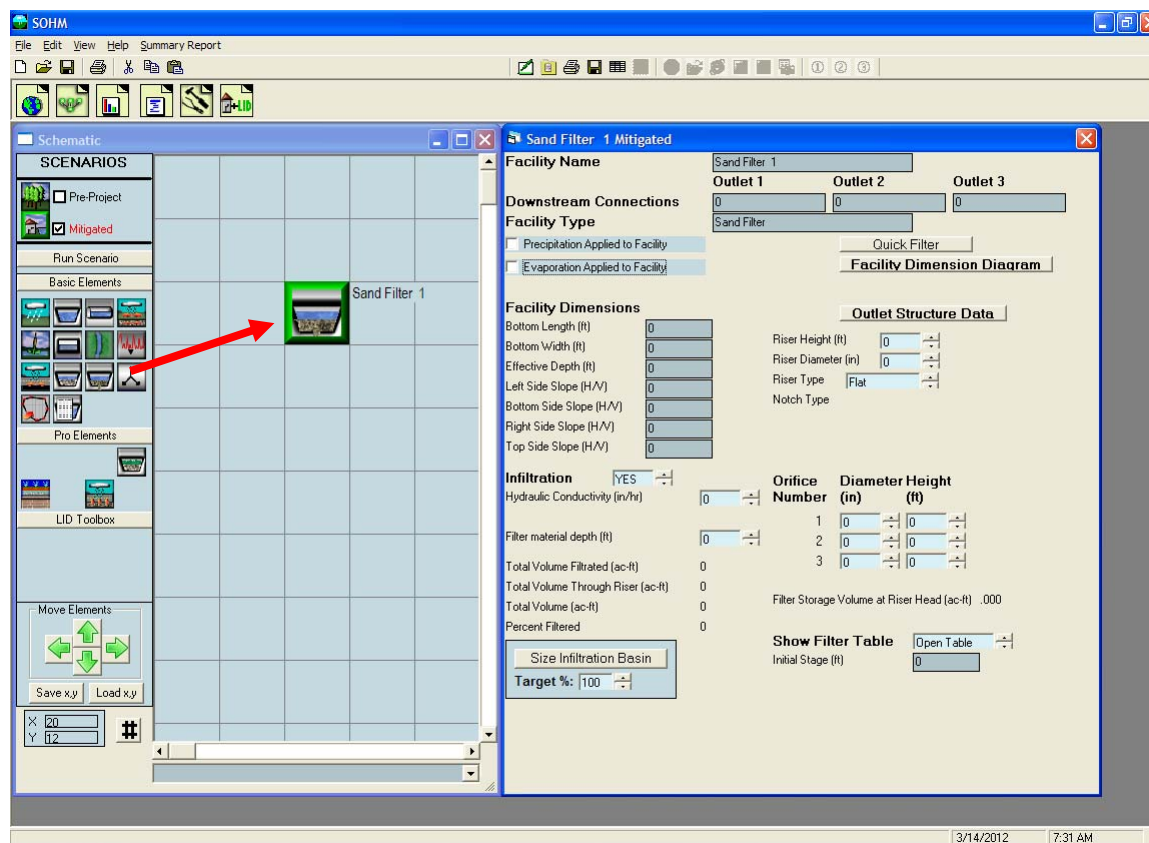 SOHM
File Edit View Help Summary Report
① ② ③
+LID
Schematic
SCENARIOS
Pre-Project
Mitigated
Run Scenario
Basic Elements
Pro Elements
LID Toolbox
Move Elements
Save x,y Load x,y
X 20
Y 12
#
Sand Filter 1
Sand Filter 1 Mitigated
Facility Name Sand Filter 1
Outlet 1 Outlet 2 Outlet 3
Downstream Connections 0 0 0
Facility Type Sand Filter
Precipitation Applied to Facility Quick Filter
Evaporation Applied to Facility Facility Dimension Diagram
Facility Dimensions
Bottom Length (ft) 0
Bottom Width (ft) 0
Effective Depth (ft) 0
Left Side Slope (H/V) 0
Bottom Side Slope (H/V) 0
Right Side Slope (H/V) 0
Top Side Slope (H/V) 0
Outlet Structure Data
Riser Height (ft) 0
Riser Diameter (in) 0
Riser Type Flat
Notch Type
Infiltration YES
Hydraulic Conductivity (in/hr) 0
Filter material depth (ft) 0
Total Volume Filtrated (ac-ft) 0
Total Volume Through Riser (ac-ft) 0
Total Volume (ac-ft) 0
Percent Filtered 0
Size Infiltration Basin
Target %: 100
Orifice Diameter Height
Number (in) (ft)
1 0 0
2 0 0
3 0 0
Filter Storage Volume at Riser Head (ac-ft) .000
Show Filter Table Open Table
Initial Stage (ft) 0
3/14/2012 7:31 AM